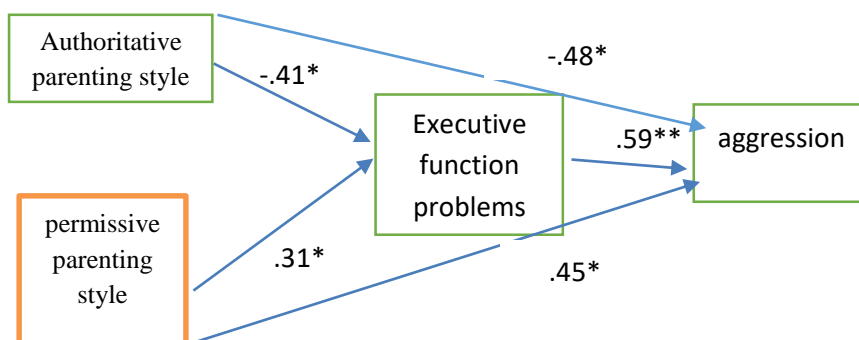 Authoritative
parenting style
-.41*
-.48*
Executive
function
problems
.59**
aggression
permissive
parenting
style
.31*
.45*